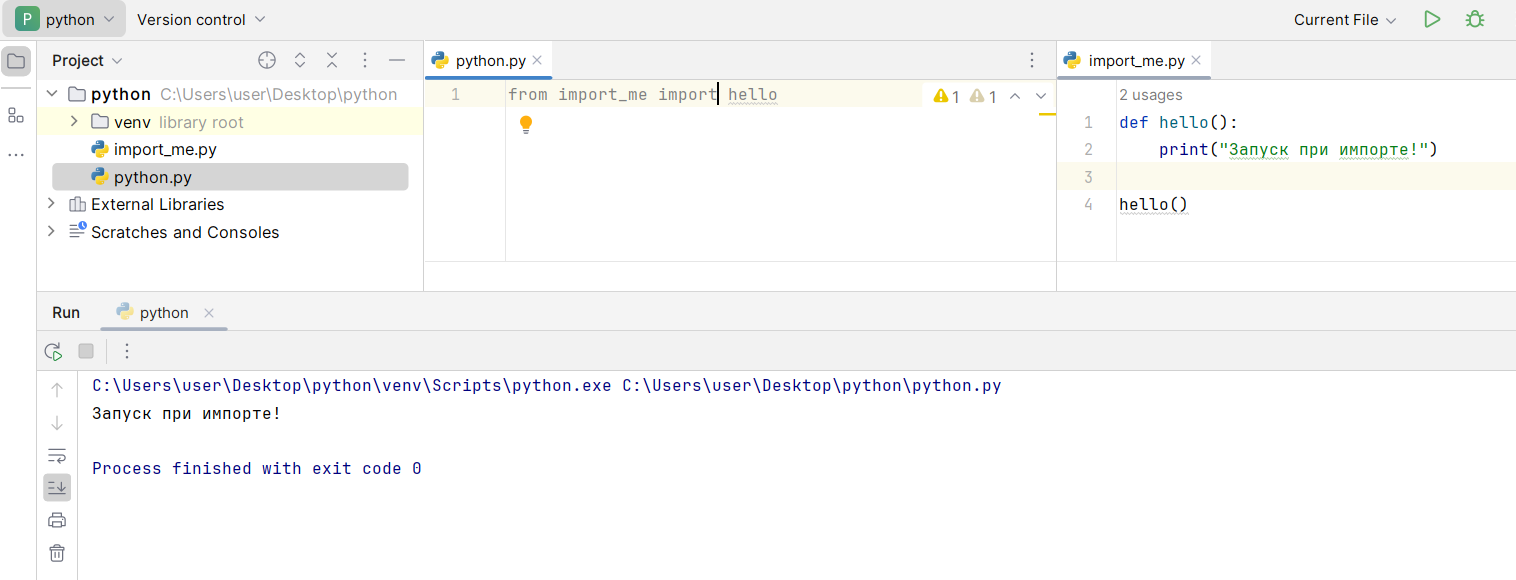 P python Version control Current File
Project
python C:\Users\user\Desktop\python
venv library root
import_me.py
python.py
External Libraries
Scratches and Consoles
python.py
1 from import_me import hello 1 1
import_me.py
2 usages
1 def hello():
2 print("Запуск при импорте!")
3
4 hello()
Run python
C:\Users\user\Desktop\python\venv\Scripts\python.exe C:\Users\user\Desktop\python\python.py
Запуск при импорте!
Process finished with exit code 0